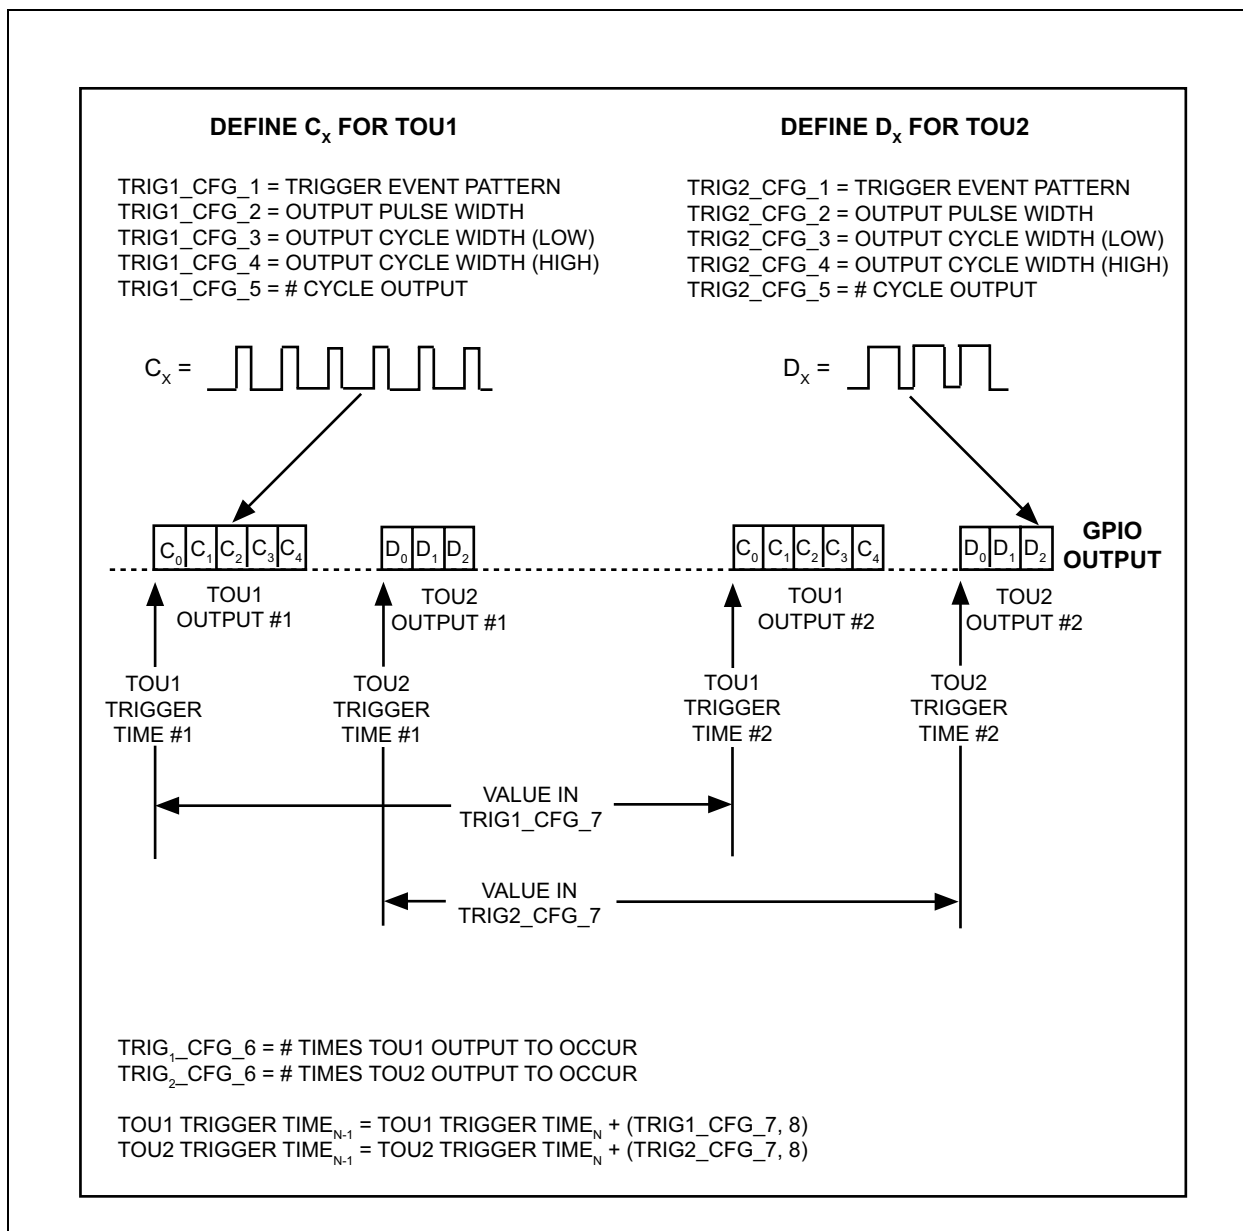 DEFINE Cx FOR TOU1
TRIG1_CFG_1 = TRIGGER EVENT PATTERN
TRIG1_CFG_2 = OUTPUT PULSE WIDTH
TRIG1_CFG_3 = OUTPUT CYCLE WIDTH (LOW)
TRIG1_CFG_4 = OUTPUT CYCLE WIDTH (HIGH)
TRIG1_CFG_5 = # CYCLE OUTPUT
Cx =
DEFINE Dx FOR TOU2
TRIG2_CFG_1 = TRIGGER EVENT PATTERN
TRIG2_CFG_2 = OUTPUT PULSE WIDTH
TRIG2_CFG_3 = OUTPUT CYCLE WIDTH (LOW)
TRIG2_CFG_4 = OUTPUT CYCLE WIDTH (HIGH)
TRIG2_CFG_5 = # CYCLE OUTPUT
Dx =
C0 C1 C2 C3 C4
D0 D1 D2
C0 C1 C2 C3 C4
D0 D1 D2
GPIO
OUTPUT
TOU1
OUTPUT #1
TOU2
OUTPUT #1
TOU1
OUTPUT #2
TOU2
OUTPUT #2
TOU1
TRIGGER
TIME #1
TOU2
TRIGGER
TIME #1
TOU1
TRIGGER
TIME #2
TOU2
TRIGGER
TIME #2
VALUE IN
TRIG1_CFG_7
VALUE IN
TRIG2_CFG_7
TRIG1_CFG_6 = # TIMES TOU1 OUTPUT TO OCCUR
TRIG2_CFG_6 = # TIMES TOU2 OUTPUT TO OCCUR
TOU1 TRIGGER TIMEN-1 = TOU1 TRIGGER TIMEN + (TRIG1_CFG_7, 8)
TOU2 TRIGGER TIMEN-1 = TOU2 TRIGGER TIMEN + (TRIG2_CFG_7, 8)